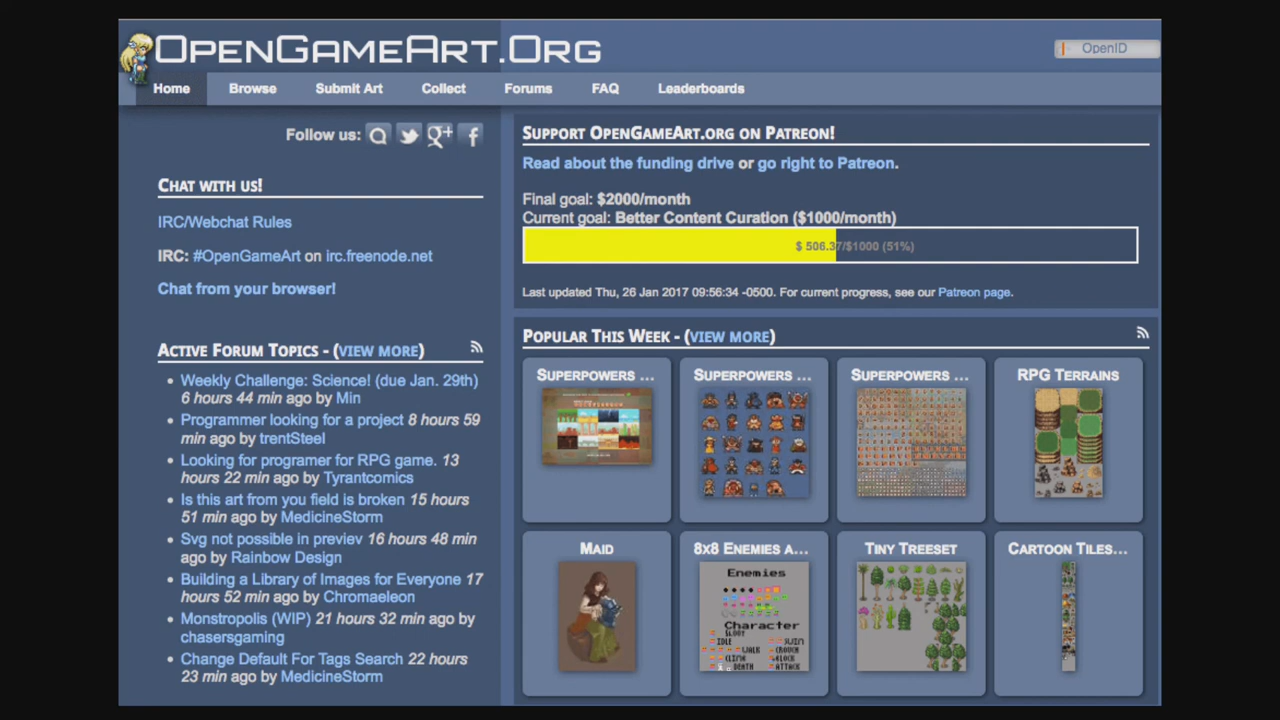 OpenGameArt.Org
OpenID
Home Browse Submit Art Collect Forums FAQ Leaderboards
Follow us:
Chat with us!
IRC/Webchat Rules
IRC: #OpenGameArt on irc.freenode.net
Chat from your browser!
Active Forum Topics - (view more)
Weekly Challenge: Science! (due Jan. 29th)
6 hours 44 min ago by Min
Programmer looking for a project 8 hours 59
min ago by trentSteel
Looking for programer for RPG game. 13
hours 22 min ago by Tyrantcomics
Is this art from you field is broken 15 hours
51 min ago by MedicineStorm
Svg not possible in previev 16 hours 48 min
ago by Rainbow Design
Building a Library of Images for Everyone 17
hours 52 min ago by Chromaeleon
Monstropolis (WIP) 21 hours 32 min ago by
chasersgaming
Change Default For Tags Search 22 hours
23 min ago by MedicineStorm
Support OpenGameArt.org on Patreon!
Read about the funding drive or go right to Patreon.
Final goal: $2000/month
Current goal: Better Content Curation ($1000/month)
$ 506.37/$1000 (51%)
Last updated Thu, 26 Jan 2017 09:56:34 -0500. For current progress, see our Patreon page.
Popular This Week - (view more)
Superpowers ...
Superpowers ...
Superpowers ...
RPG Terrains
Maid
8x8 Enemies a...
Enemies
Character
IDLE
SWIM
WALK
CROUCH
CLIMB
BLOCK
DEATH
ATTACK
Tiny Treeset
Cartoon Tiles...